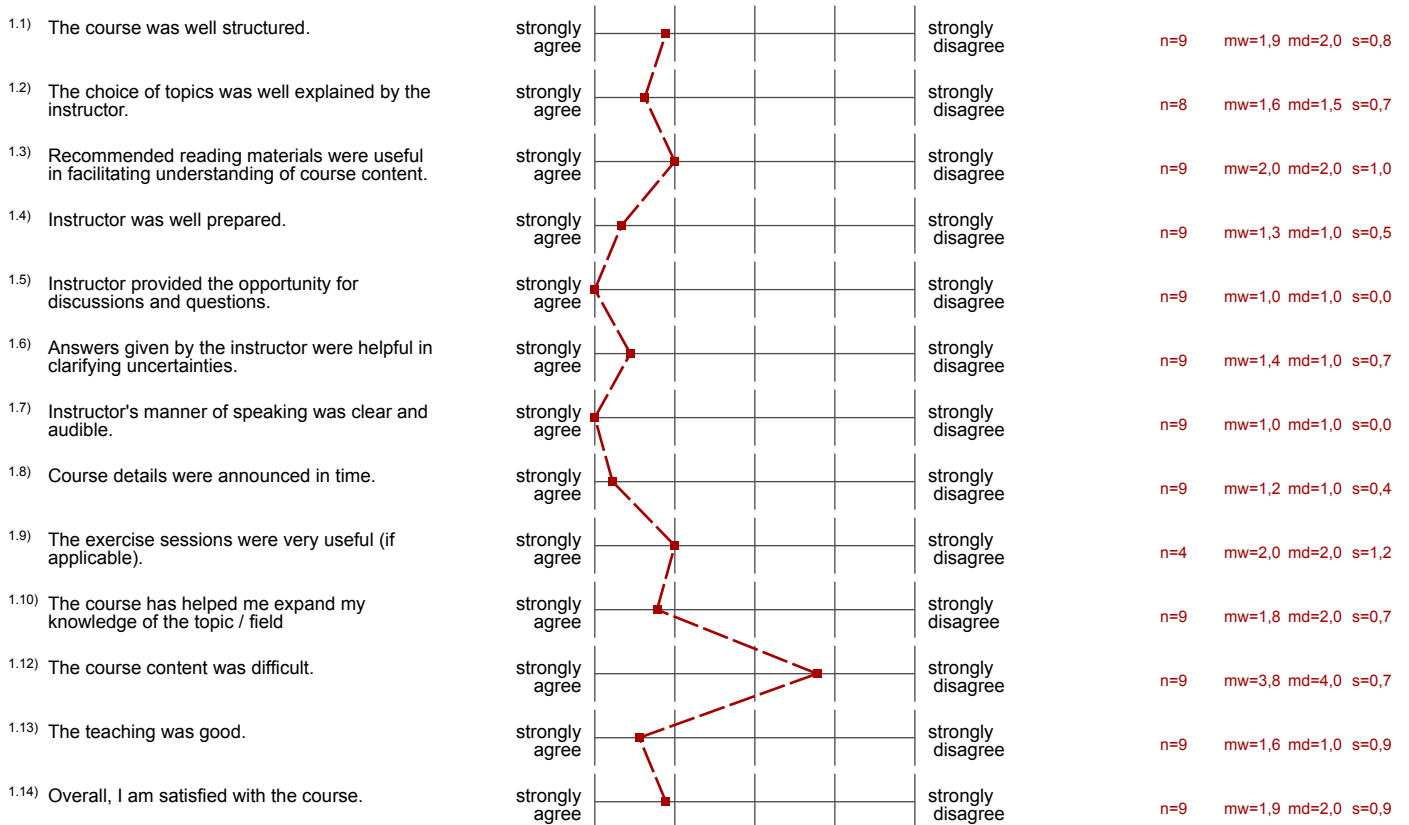 1.1) The course was well structured. strongly agree strongly disagree n=9 mw=1,9 md=2,0 s=0,8
1.2) The choice of topics was well explained by the instructor. strongly agree strongly disagree n=8 mw=1,6 md=1,5 s=0,7
1.3) Recommended reading materials were useful in facilitating understanding of course content. strongly agree strongly disagree n=9 mw=2,0 md=2,0 s=1,0
1.4) Instructor was well prepared. strongly agree strongly disagree n=9 mw=1,3 md=1,0 s=0,5
1.5) Instructor provided the opportunity for discussions and questions. strongly agree strongly disagree n=9 mw=1,0 md=1,0 s=0,0
1.6) Answers given by the instructor were helpful in clarifying uncertainties. strongly agree strongly disagree n=9 mw=1,4 md=1,0 s=0,7
1.7) Instructor's manner of speaking was clear and audible. strongly agree strongly disagree n=9 mw=1,0 md=1,0 s=0,0
1.8) Course details were announced in time. strongly agree strongly disagree n=9 mw=1,2 md=1,0 s=0,4
1.9) The exercise sessions were very useful (if applicable). strongly agree strongly disagree n=4 mw=2,0 md=2,0 s=1,2
1.10) The course has helped me expand my knowledge of the topic / field strongly agree strongly disagree n=9 mw=1,8 md=2,0 s=0,7
1.12) The course content was difficult. strongly agree strongly disagree n=9 mw=3,8 md=4,0 s=0,7
1.13) The teaching was good. strongly agree strongly disagree n=9 mw=1,6 md=1,0 s=0,9
1.14) Overall, I am satisfied with the course. strongly agree strongly disagree n=9 mw=1,9 md=2,0 s=0,9